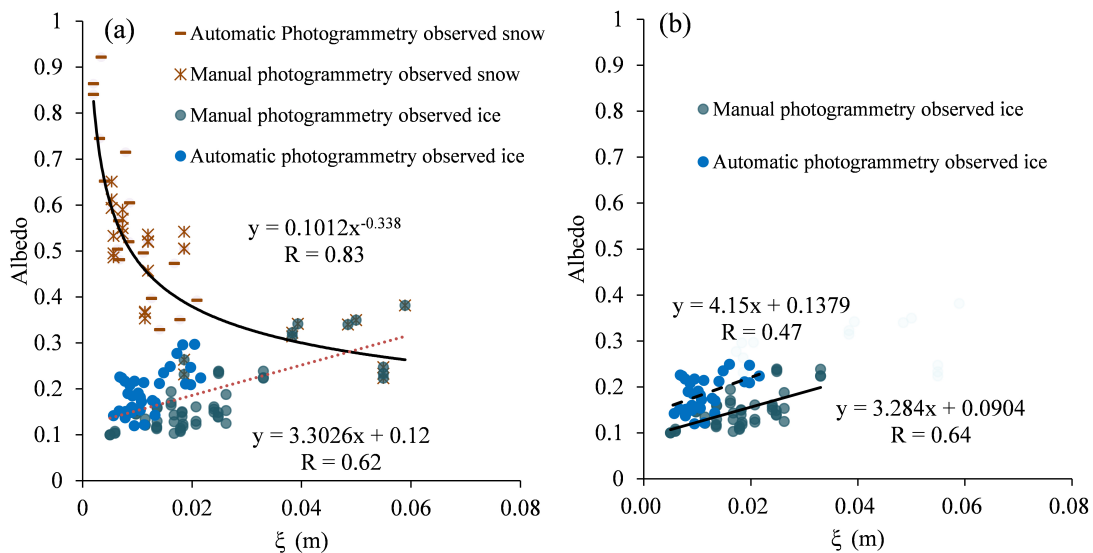 (a)
Automatic Photogrammetry observed snow
Manual photogrammetry observed snow
Manual photogrammetry observed ice
Automatic photogrammetry observed ice
y = 0.1012x^-0.338
R = 0.83
y = 3.3026x + 0.12
R = 0.62
Albedo
1
0.9
0.8
0.7
0.6
0.5
0.4
0.3
0.2
0.1
0
0
0.02
0.04
0.06
0.08
ξ (m)
(b)
Manual photogrammetry observed ice
Automatic photogrammetry observed ice
y = 4.15x + 0.1379
R = 0.47
y = 3.284x + 0.0904
R = 0.64
Albedo
1
0.9
0.8
0.7
0.6
0.5
0.4
0.3
0.2
0.1
0
0.00
0.02
0.04
0.06
0.08
ξ (m)